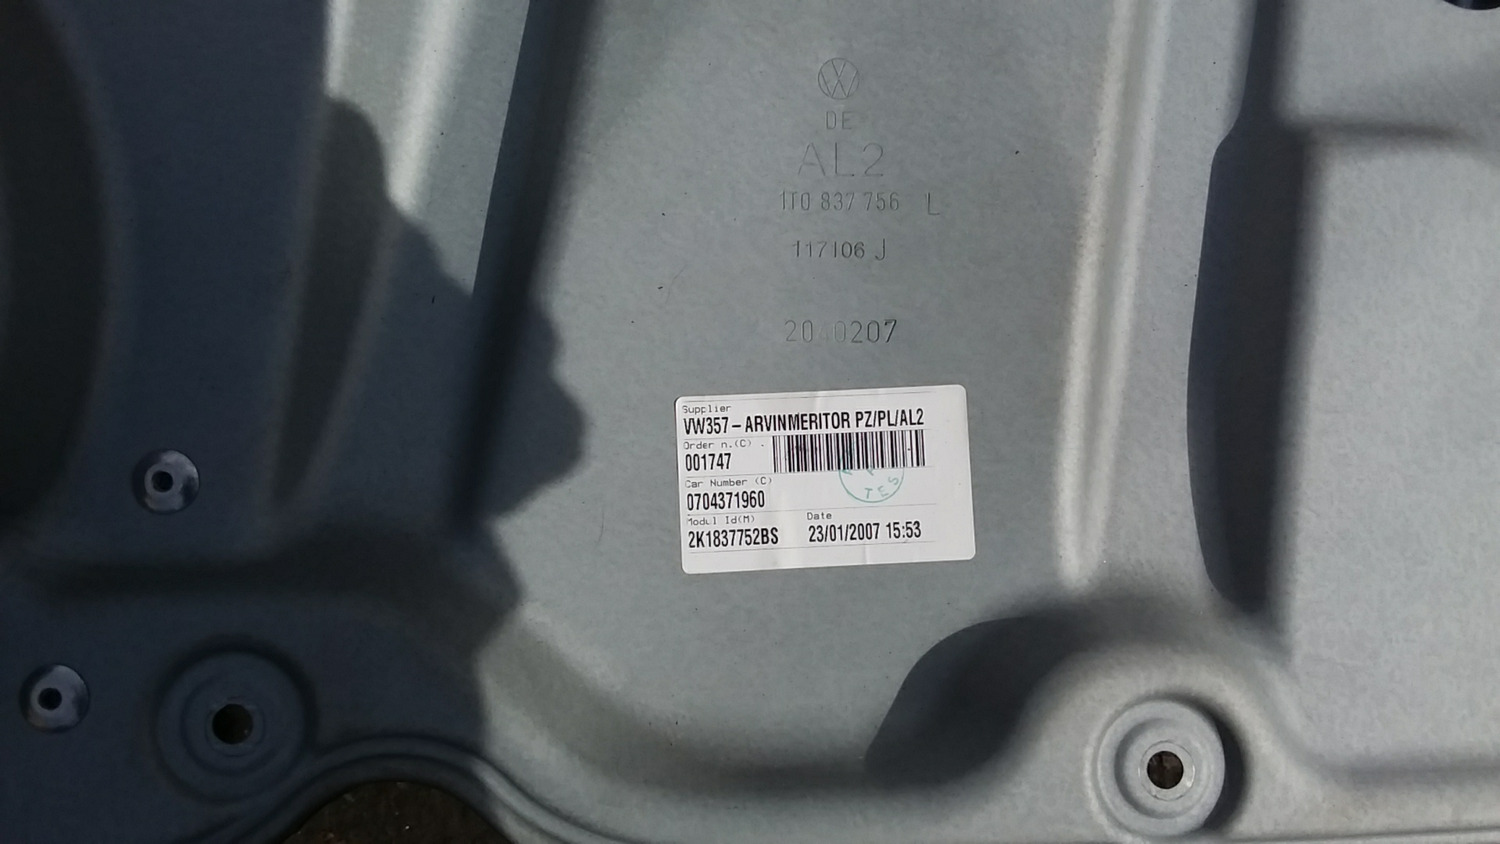 DE
AL2
1T0 837 756 L
117106 J
Supplier
VW357-ARVINMERITOR PZ/PL/AL2
Order n.(C)
001747
Car Number (C)
0704371960
Modul Id(M)
2K1837752BS
Date
23/01/2007 15:53
TES